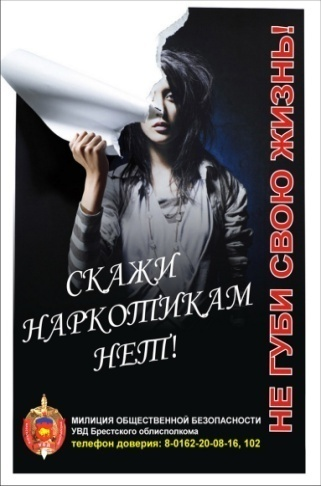 НЕ ГУБИ СВОЮ ЖИЗНЬ!
СКАЖИ
НАРКОТИКАМ
НЕТ!
МИЛИЦИЯ ОБЩЕСТВЕННОЙ БЕЗОПАСНОСТИ
УВД Брестского облисполкома
телефон доверия: 8-0162-20-08-16, 102